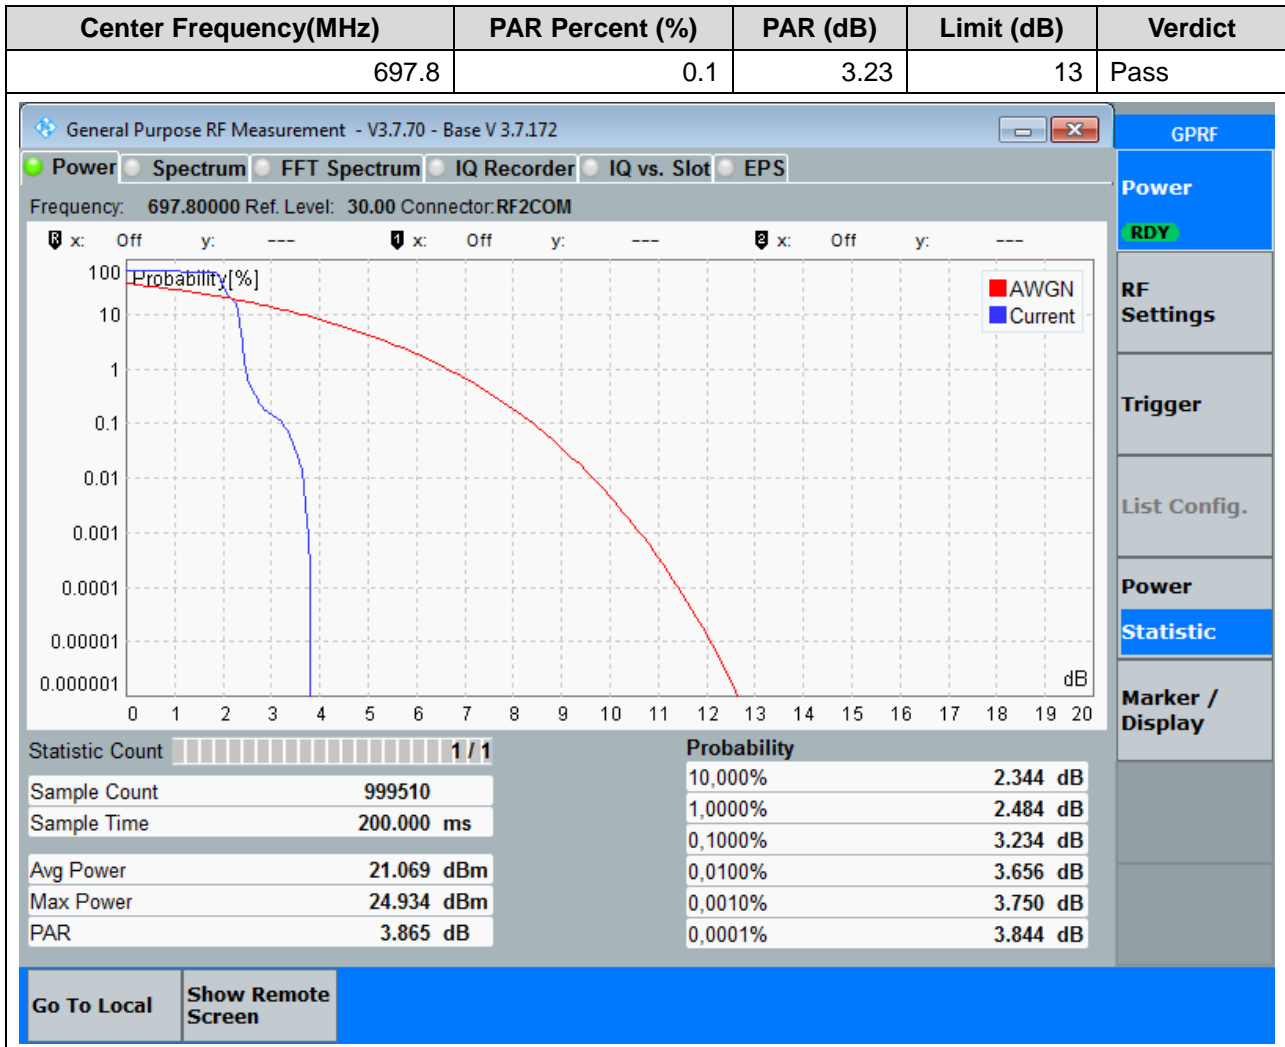 Center Frequency(MHz) PAR Percent (%) PAR (dB) Limit (dB) Verdict
697.8 0.1 3.23 13 Pass
General Purpose RF Measurement - V3.7.70 - Base V 3.7.172
GPRF
Power Spectrum FFT Spectrum IQ Recorder IQ vs. Slot EPS
Frequency: 697.80000 Ref. Level: 30.00 Connector: RF2COM
R x: Off y: --- 1 x: Off y: --- 2 x: Off y: ---
Probability[%]
100
10
1
0.1
0.01
0.001
0.0001
0.00001
0.000001
AWGN
Current
dB
0 1 2 3 4 5 6 7 8 9 10 11 12 13 14 15 16 17 18 19 20
Statistic Count 1 / 1
Sample Count 999510
Sample Time 200.000 ms
Avg Power 21.069 dBm
Max Power 24.934 dBm
PAR 3.865 dB
Probability
10,000% 2.344 dB
1,0000% 2.484 dB
0,1000% 3.234 dB
0,0100% 3.656 dB
0,0010% 3.750 dB
0,0001% 3.844 dB
Power
RDY
RF
Settings
Trigger
List Config.
Power
Statistic
Marker /
Display
Go To Local
Show Remote
Screen